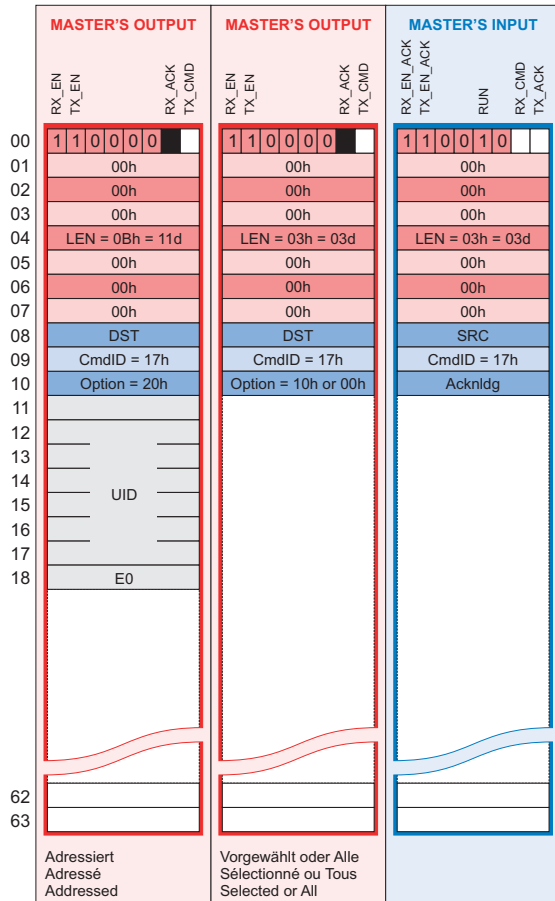 MASTER'S OUTPUT MASTER'S OUTPUT MASTER'S INPUT
RX_EN TX_EN RX_ACK TX_CMD RX_EN TX_EN RX_ACK TX_CMD RX_EN_ACK TX_EN_ACK RUN RX_CMD TX_ACK
00 1 1 0 0 0 0 1 1 0 0 0 0 1 1 0 0 1 0
01 00h 00h 00h
02 00h 00h 00h
03 00h 00h 00h
04 LEN = 0Bh = 11d LEN = 03h = 03d LEN = 03h = 03d
05 00h 00h 00h
06 00h 00h 00h
07 00h 00h 00h
08 DST DST SRC
09 CmdID = 17h CmdID = 17h CmdID = 17h
10 Option = 20h Option = 10h or 00h Acknldg
11
12
13
14
UID
15
16
17
18 E0
62
63
Adressiert Vorgewählt oder Alle
Adressé Sélectionné ou Tous
Addressed Selected or All